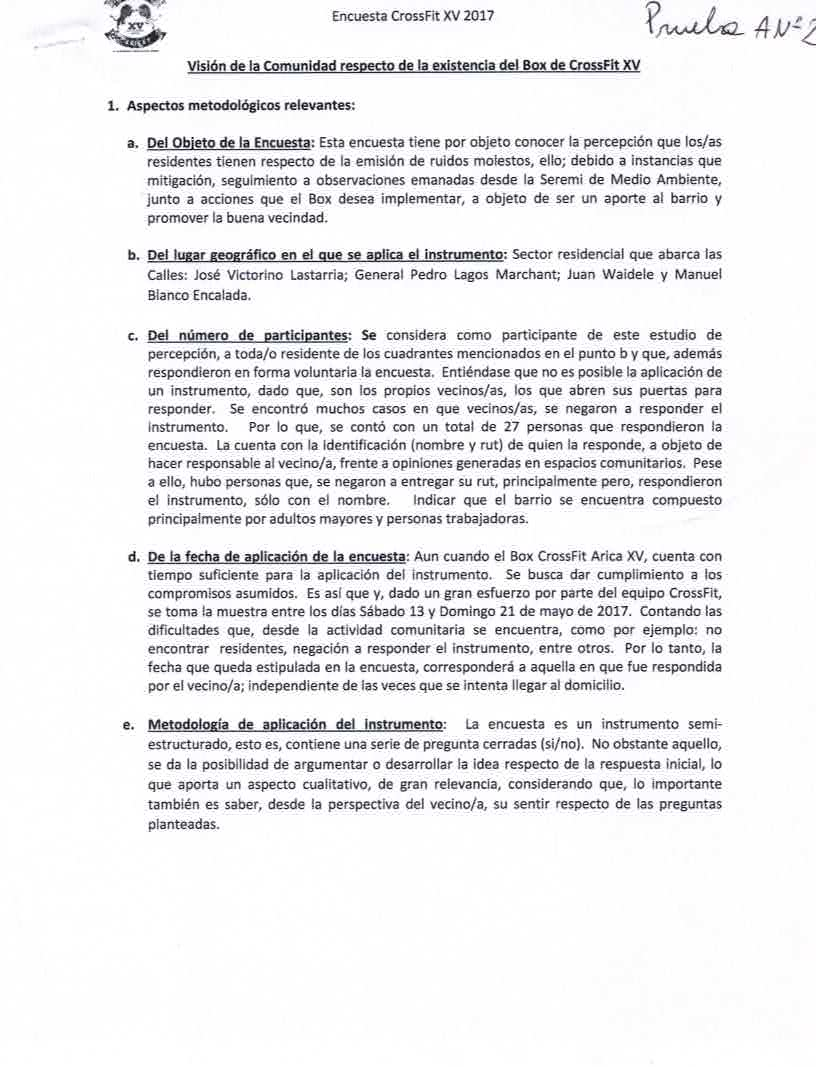 Encuesta CrossFit XV 2017
Prueba A Nº 2
XV
Visión de la Comunidad respecto de la existencia del Box de CrossFit XV
1. Aspectos metodológicos relevantes:
a. Del Objeto de la Encuesta: Esta encuesta tiene por objeto conocer la percepción que los/as
residentes tienen respecto de la emisión de ruidos molestos, ello; debido a instancias que
mitigación, seguimiento a observaciones emanadas desde la Seremi de Medio Ambiente,
junto a acciones que el Box desea implementar, a objeto de ser un aporte al barrio y
promover la buena vecindad.
b. Del lugar geográfico en el que se aplica el instrumento: Sector residencial que abarca las
Calles: José Victorino Lastarria; General Pedro Lagos Marchant; Juan Waidele y Manuel
Blanco Encalada.
c. Del número de participantes: Se considera como participante de este estudio de
percepción, a toda/o residente de los cuadrantes mencionados en el punto b y que, además
respondieron en forma voluntaria la encuesta. Entiéndase que no es posible la aplicación de
un instrumento, dado que, son los propios vecinos/as, los que abren sus puertas para
responder. Se encontró muchos casos en que vecinos/as, se negaron a responder el
instrumento. Por lo que, se contó con un total de 27 personas que respondieron la
encuesta. La cuenta con la identificación (nombre y rut) de quien la responde, a objeto de
hacer responsable al vecino/a, frente a opiniones generadas en espacios comunitarios. Pese
a ello, hubo personas que, se negaron a entregar su rut, principalmente pero, respondieron
el instrumento, sólo con el nombre. Indicar que el barrio se encuentra compuesto
principalmente por adultos mayores y personas trabajadoras.
d. De la fecha de aplicación de la encuesta: Aun cuando el Box CrossFit Arica XV, cuenta con
tiempo suficiente para la aplicación del instrumento. Se busca dar cumplimiento a los
compromisos asumidos. Es así que y, dado un gran esfuerzo por parte del equipo CrossFit,
se toma la muestra entre los días Sábado 13 y Domingo 21 de mayo de 2017. Contando las
dificultades que, desde la actividad comunitaria se encuentra, como por ejemplo: no
encontrar residentes, negación a responder el instrumento, entre otros. Por lo tanto, la
fecha que queda estipulada en la encuesta, corresponderá a aquella en que fue respondida
por el vecino/a; independiente de las veces que se intenta llegar al domicilio.
e. Metodología de aplicación del instrumento: La encuesta es un instrumento semi-
estructurado, esto es, contiene una serie de pregunta cerradas (si/no). No obstante aquello,
se da la posibilidad de argumentar o desarrollar la idea respecto de la respuesta inicial, lo
que aporta un aspecto cualitativo, de gran relevancia, considerando que, lo importante
también es saber, desde la perspectiva del vecino/a, su sentir respecto de las preguntas
planteadas.